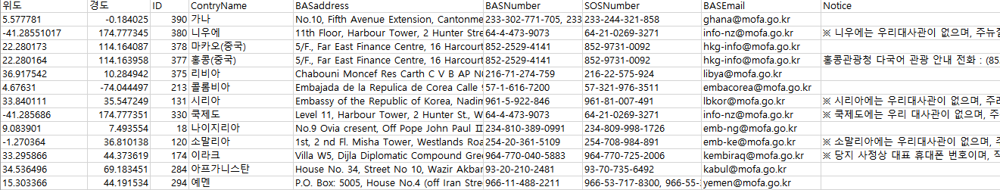 위도 경도 ID ContryName BASaddress BASNumber SOSNumber BASEmail Notice
5.577781 -0.184025 390 가나 No.10, Fifth Avenue Extension, Cantonme 233-302-771-705, 233 233-244-321-858 ghana@mofa.go.kr
-41.28551017 174.777345 380 니우에 11th Floor, Harbour Tower, 2 Hunter Stre 64-4-473-9073 64-21-0269-3271 info-nz@mofa.go.kr ※ 니우에는 우리대사관이 없으며, 주뉴질
22.280173 114.164087 378 마카오(중국) 5/F., Far East Finance Centre, 16 Harcourt 852-2529-4141 852-9731-0092 hkg-info@mofa.go.kr
22.280164 114.163958 377 홍콩(중국) 5/F., Far East Finance Centre, 16 Harcourt 852-2529-4141 852-9731-0092 hkg-info@mofa.go.kr 홍콩관광청 다국어 관광 안내 전화 : (85
36.917542 10.284942 375 리비아 Chabouni Moncef Res Carth C V B AP N 216-71-274-759 216-22-575-924 libya@mofa.go.kr
4.67631 -74.044497 213 콜롬비아 Embajada de la Repulica de Corea Calle 9 57-1-616-7200 57-321-976-3511 embacorea@mofa.go.kr
33.840111 35.547249 131 시리아 Embassy of the Republic of Korea, Nadim 961-5-922-846 961-81-007-491 lbkor@mofa.go.kr ※ 시리아에는 우리대사관이 없으며, 주레
-41.285686 174.777351 330 쿡제도 Level 11, Harbour Tower, 2 Hunter St., W 64-4-473-9073 64-21-0269-3271 info-nz@mofa.go.kr ※ 쿡제도에는 우리 대사관이 없으며, 주
9.083901 7.493554 18 나이지리아 No.9 Ovia cresent, Off Pope John Paul II 234-810-389-0991 234-809-998-1726 emb-ng@mofa.go.kr
-1.270364 36.810138 120 소말리아 1st, 2 nd Fl. Misha Tower, Westlands Roa 254-20-361-5109 254-708-984-891 emb-ke@mofa.go.kr ※ 소말리아에는 우리대사관이 없으며, 주
33.295866 44.373619 174 이라크 Villa W5, Dijla Diplomatic Compound Gre 964-770-040-5883 964-770-725-2006 kembiraq@mofa.go.kr ※ 당지 사정상 대표 휴대폰 번호이며, 직
34.536496 69.183451 284 아프가니스탄 House No. 34, Street No 10, Wazir Akbar 93-20-210-2481 93-70-735-6492 kabul@mofa.go.kr
15.303366 44.191534 294 예멘 P.O. Box: 5005, House No.4 (off Iran Stre 966-11-488-2211 966-53-717-8300, 966-55- yemen@mofa.go.kr